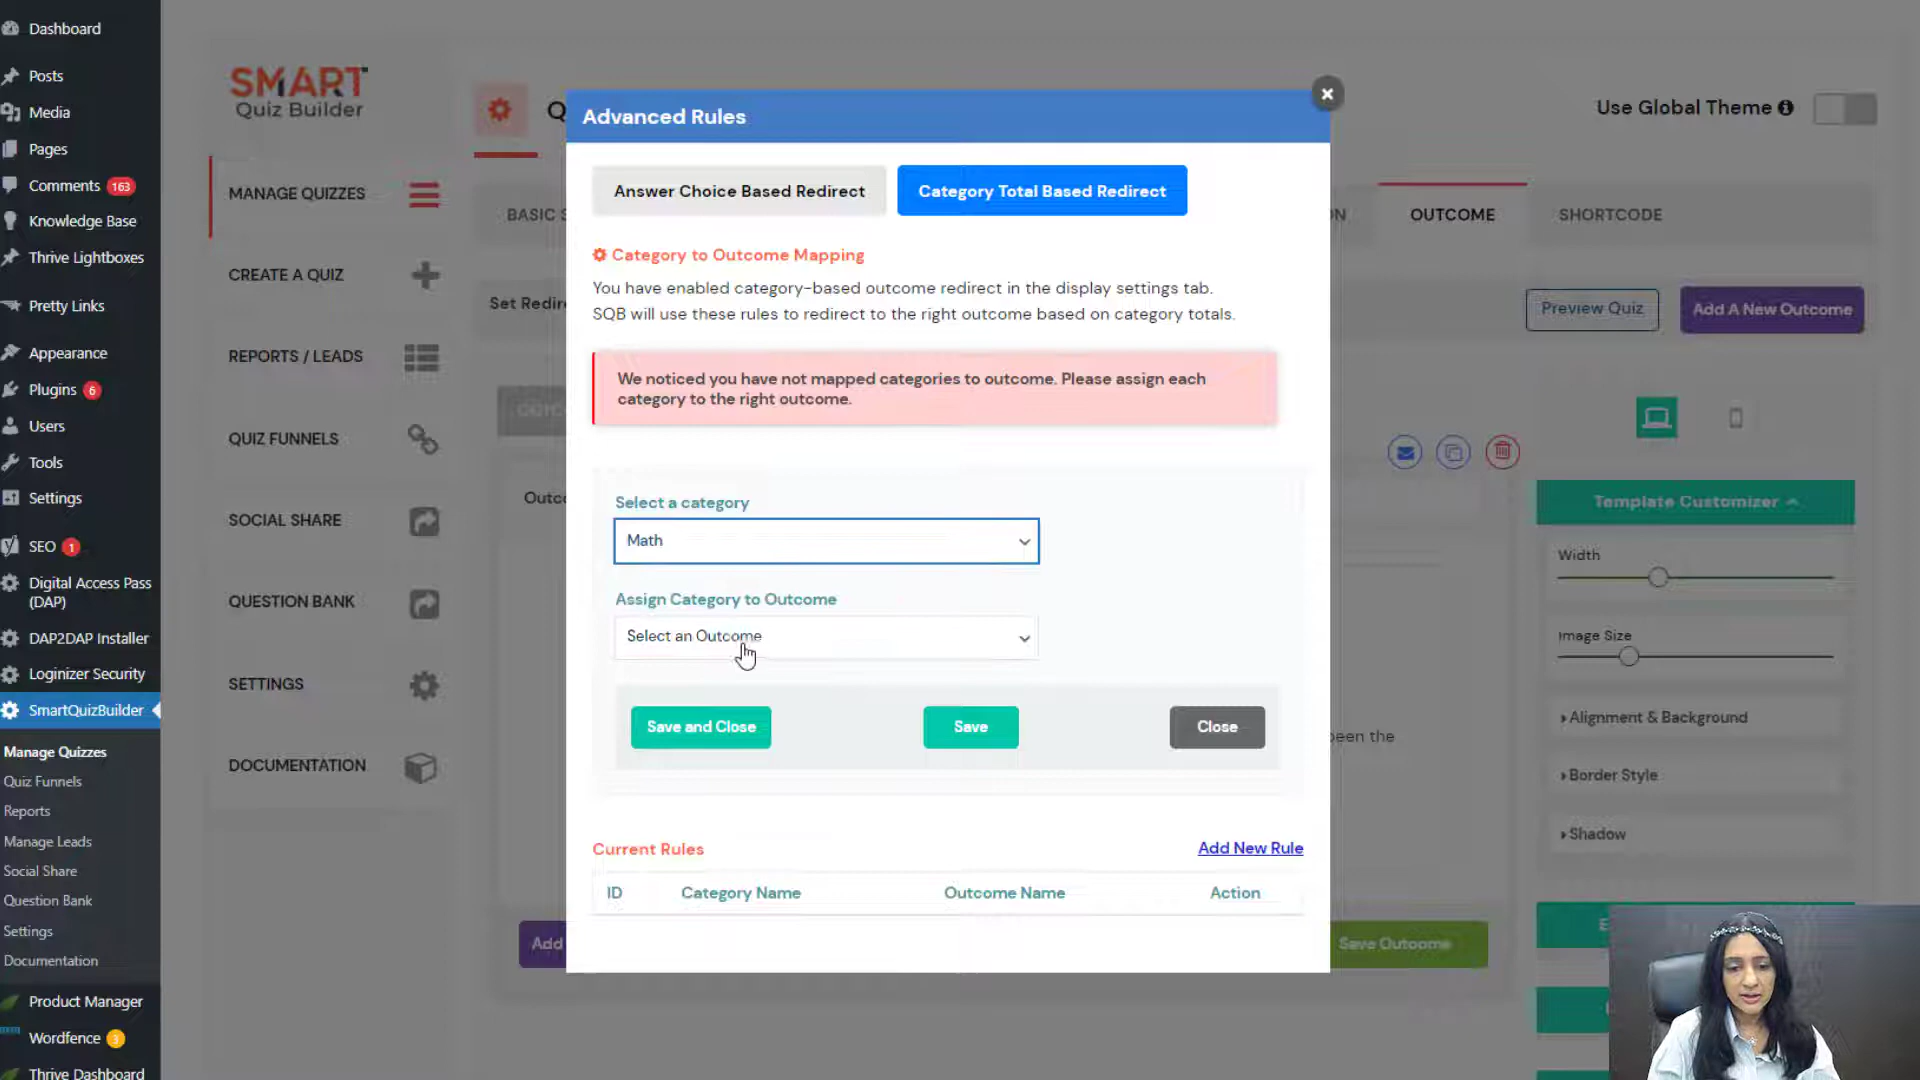 Dashboard
Posts
Media
Pages
Comments 163
Knowledge Base
Thrive Lightboxes
Pretty Links
Appearance
Plugins 6
Users
Tools
Settings
SEO 1
Digital Access Pass
(DAP)
DAP2DAP Installer
Loginizer Security
SmartQuizBuilder
Manage Quizzes
Quiz Funnels
Reports
Manage Leads
Social Share
Question Bank
Settings
Documentation
Product Manager
Wordfence 3
Thrive Dashboard
SMART
Quiz Builder
MANAGE QUIZZES
CREATE A QUIZ
REPORTS / LEADS
QUIZ FUNNELS
SOCIAL SHARE
QUESTION BANK
SETTINGS
DOCUMENTATION
Use Global Theme
BASIC
OUTCOME
SHORTCODE
Set Redire
Preview Quiz
Add A New Outcome
Outco
Advanced Rules
Answer Choice Based Redirect
Category Total Based Redirect
Category to Outcome Mapping
You have enabled category-based outcome redirect in the display settings tab.
SQB will use these rules to redirect to the right outcome based on category totals.
We noticed you have not mapped categories to outcome. Please assign each
category to the right outcome.
Select a category
Math
Assign Category to Outcome
Select an Outcome
Save and Close
Save
Close
Current Rules
Add New Rule
ID
Category Name
Outcome Name
Action
been the
Add
Save Outcome
Template Customizer
Width
Image Size
Alignment & Background
Border Style
Shadow